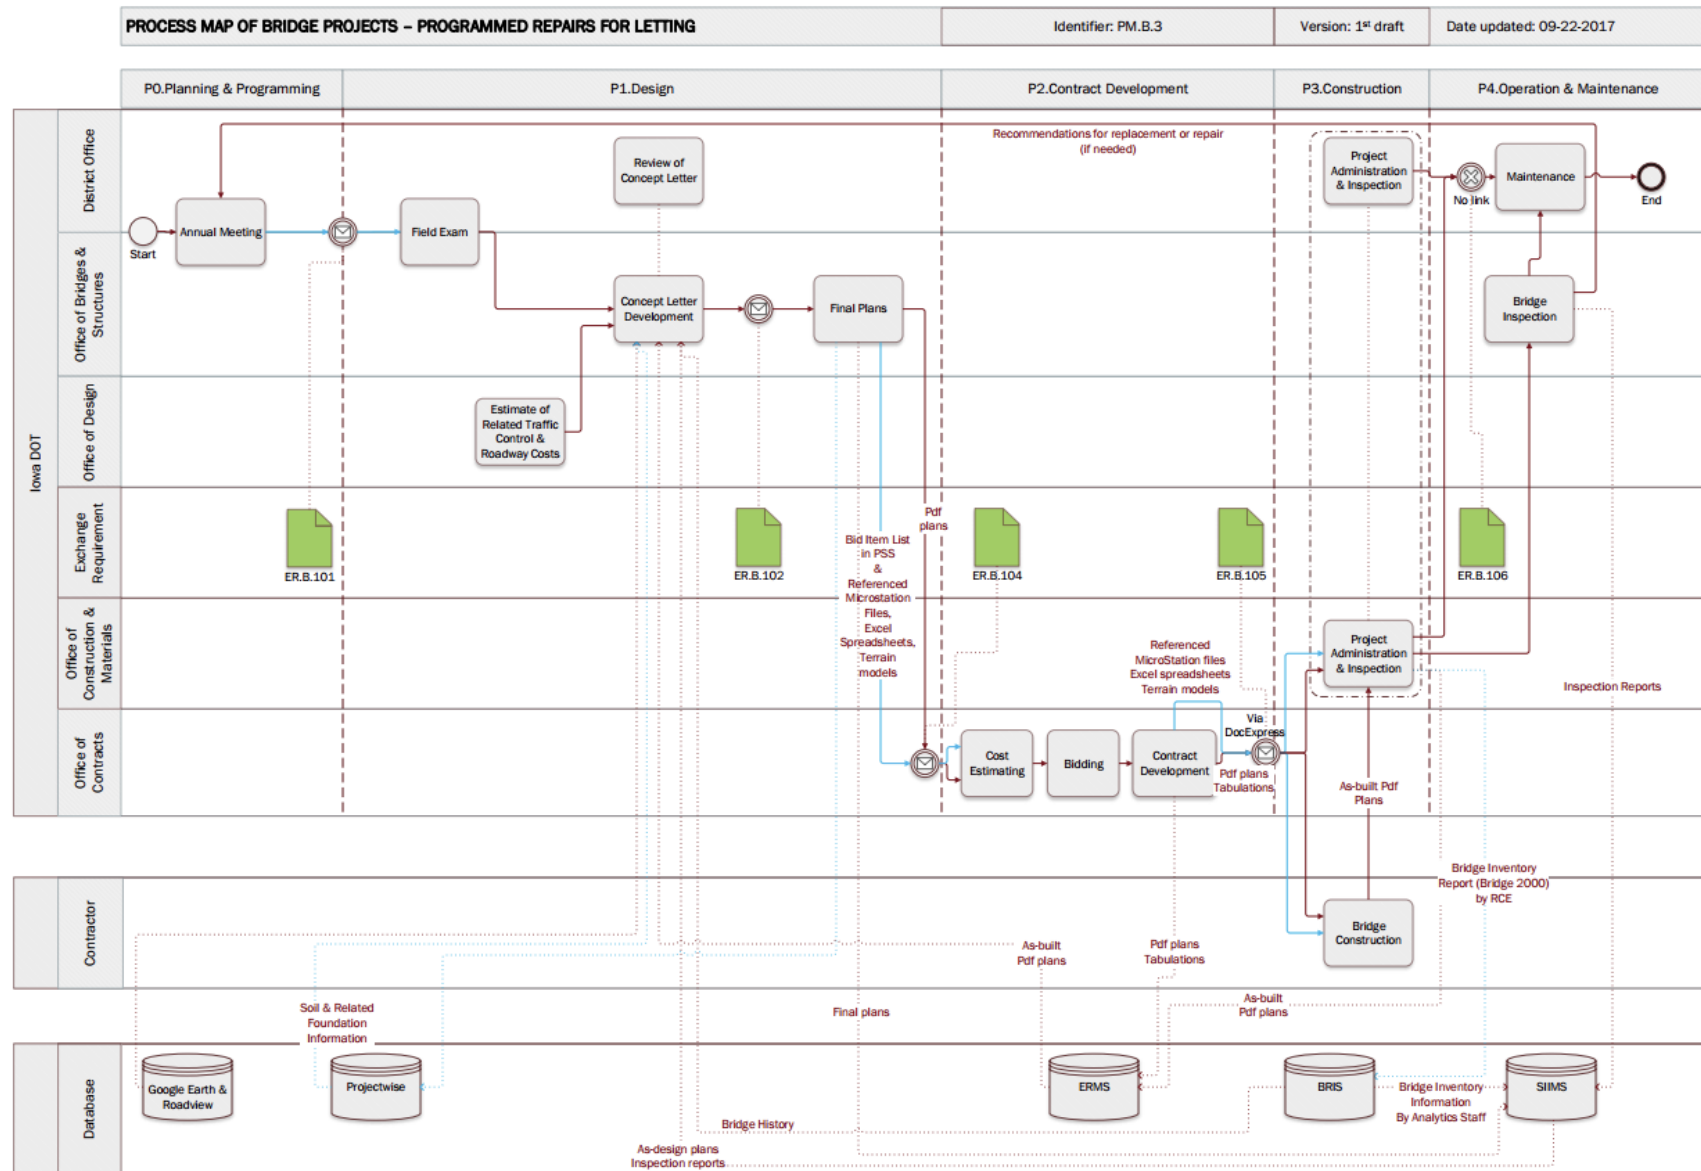 PROCESS MAP OF BRIDGE PROJECTS – PROGRAMMED REPAIRS FOR LETTING
Identifier: PM.B.3
Version: 1st draft
Date updated: 09-22-2017
P0.Planning & Programming
P1.Design
P2.Contract Development
P3.Construction
P4.Operation & Maintenance
Iowa DOT
District Office
Recommendations for replacement or repair
(if needed)
Review of
Concept Letter
Project
Administration
& Inspection
No link
Maintenance
End
Start
Annual Meeting
Field Exam
Office of Bridges &
Structures
Concept Letter
Development
Final Plans
Bridge
Inspection
Office of Design
Estimate of
Related Traffic
Control &
Roadway Costs
Exchange
Requirement
ER.B.101
ER.B.102
Pdf
plans
Bid Item List
in PSS
&
Referenced
Microstation
Files,
Excel
Spreadsheets,
Terrain
models
ER.B.104
ER.B.105
ER.B.106
Office of
Construction &
Materials
Referenced
MicroStation files
Excel spreadsheets
Terrain models
Project
Administration
& Inspection
Inspection Reports
Office of
Contracts
Cost
Estimating
Bidding
Contract
Development
Via
DocExpress
Pdf plans
Tabulations
As-built Pdf
Plans
Bridge Inventory
Report (Bridge 2000)
by RCE
Contractor
Bridge
Construction
As-built
Pdf plans
Pdf plans
Tabulations
As-built
Pdf plans
Soil & Related
Foundation
Information
Final plans
Database
Google Earth &
Roadview
Projectwise
ERMS
BRIS
Bridge Inventory
Information
By Analytics Staff
SIIMS
Bridge History
As-design plans
Inspection reports